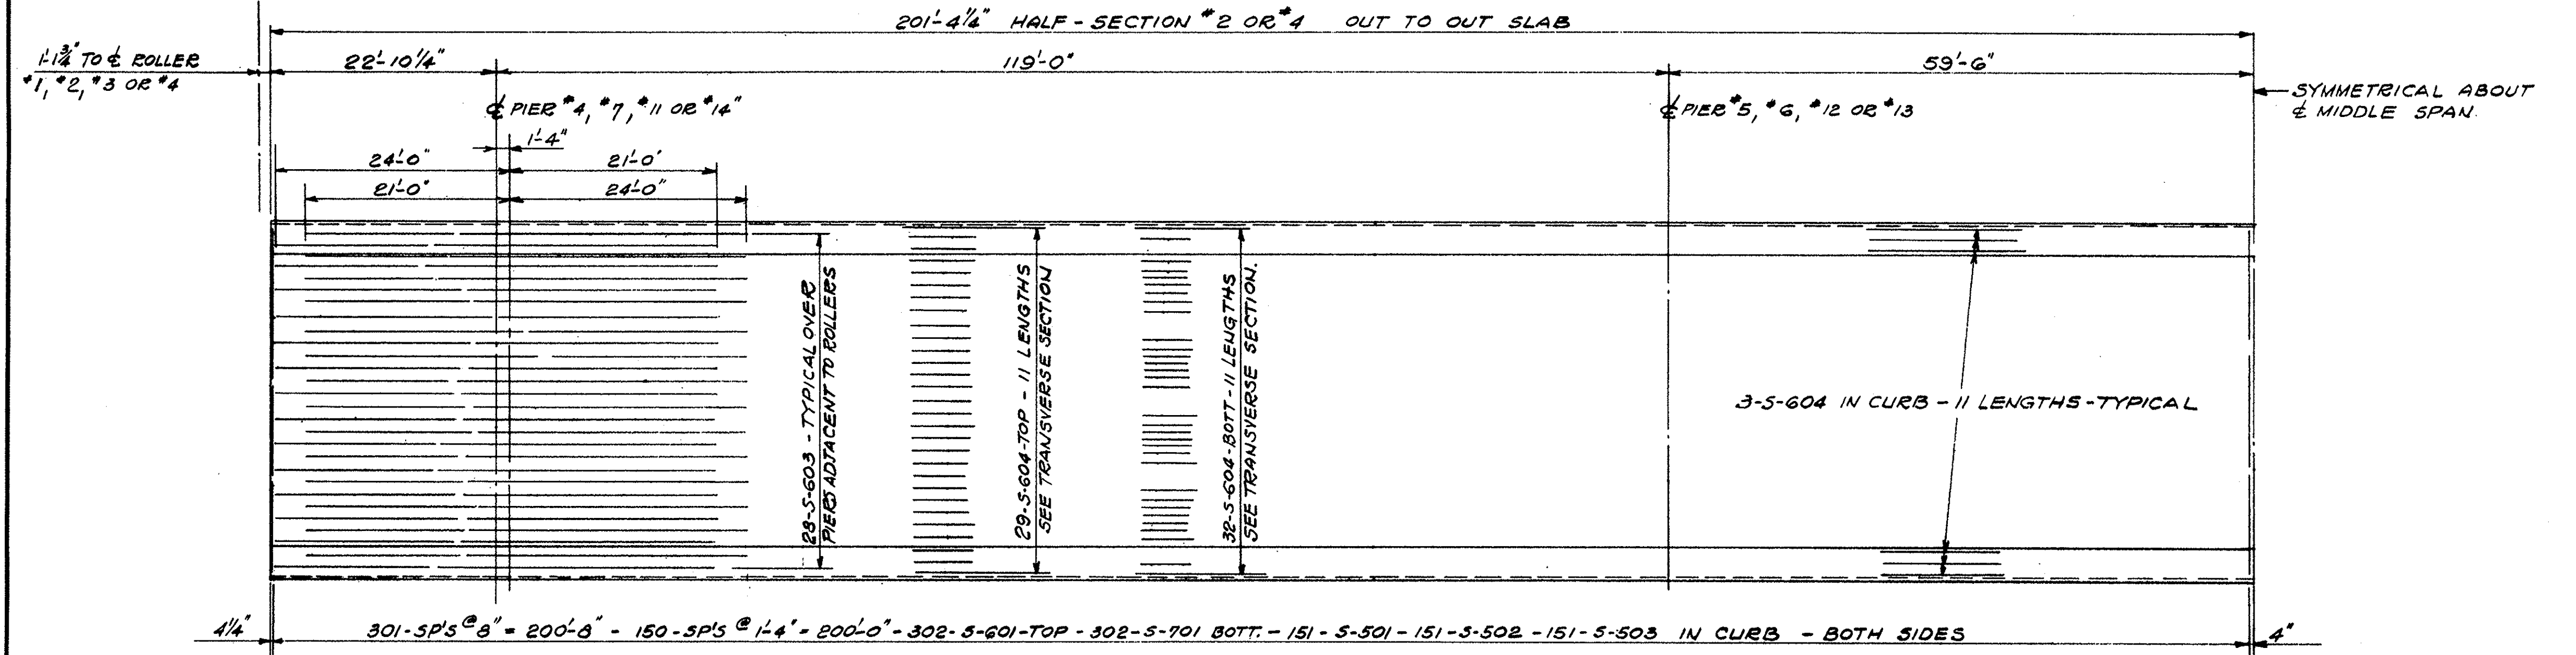 201'-4¼" HALF-SECTION #2 OR #4 OUT TO OUT SLAB
1'-1¾" TO ℄ ROLLER
#1, #2, #3 OR #4
22'-10¼"
119'-0"
59'-6"
SYMMETRICAL ABOUT
℄ MIDDLE SPAN.
℄ PIER #4, #7, #11 OR #14"
℄ PIER #5, #6, #12 OR #13
1'-4"
24'-0"
21'-0"
21'-0"
24'-0"
28-S-603 - TYPICAL OVER
PIERS ADJACENT TO ROLLERS
29-S-604-TOP - 11 LENGTHS
SEE TRANSVERSE SECTION
32-S-604-BOTT-11 LENGTHS
SEE TRANSVERSE SECTION.
3-S-604 IN CURB - 11 LENGTHS-TYPICAL
4¼"
301-SP'S @ 8" = 200'-8" - 150-SP'S @ 1'-4" = 200'-0" - 302-S-601-TOP - 302-S-701 BOTT. - 151-S-501 - 151-S-502 - 151-S-503 IN CURB - BOTH SIDES
4"